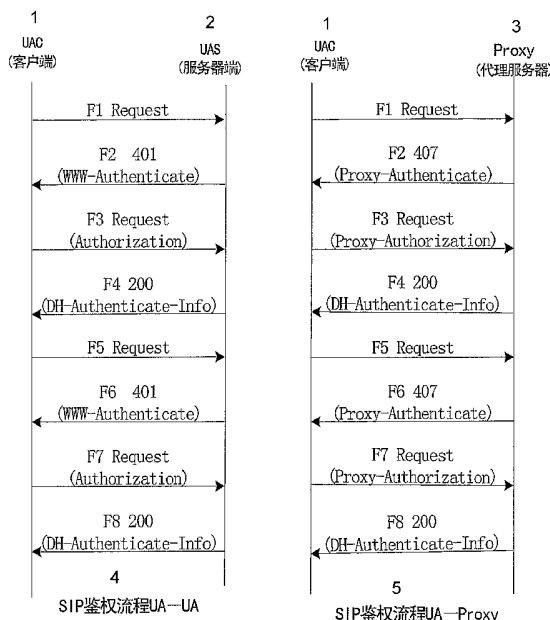 1
UAC
(客户端)
2
UAS
(服务器端)
F1 Request
F2 401
(WWW-Authenticate)
F3 Request
(Authorization)
F4 200
(DH-Authenticate-Info)
F5 Request
F6 401
(WWW-Authenticate)
F7 Request
(Authorization)
F8 200
(DH-Authenticate-Info)
4
SIP鉴权流程UA—UA
1
UAC
(客户端)
3
Proxy
(代理服务器)
F1 Request
F2 407
(Proxy-Authenticate)
F3 Request
(Proxy-Authorization)
F4 200
(DH-Authenticate-Info)
F5 Request
F6 407
(Proxy-Authenticate)
F7 Request
(Proxy-Authorization)
F8 200
(DH-Authenticate-Info)
5
SIP鉴权流程UA—Proxy